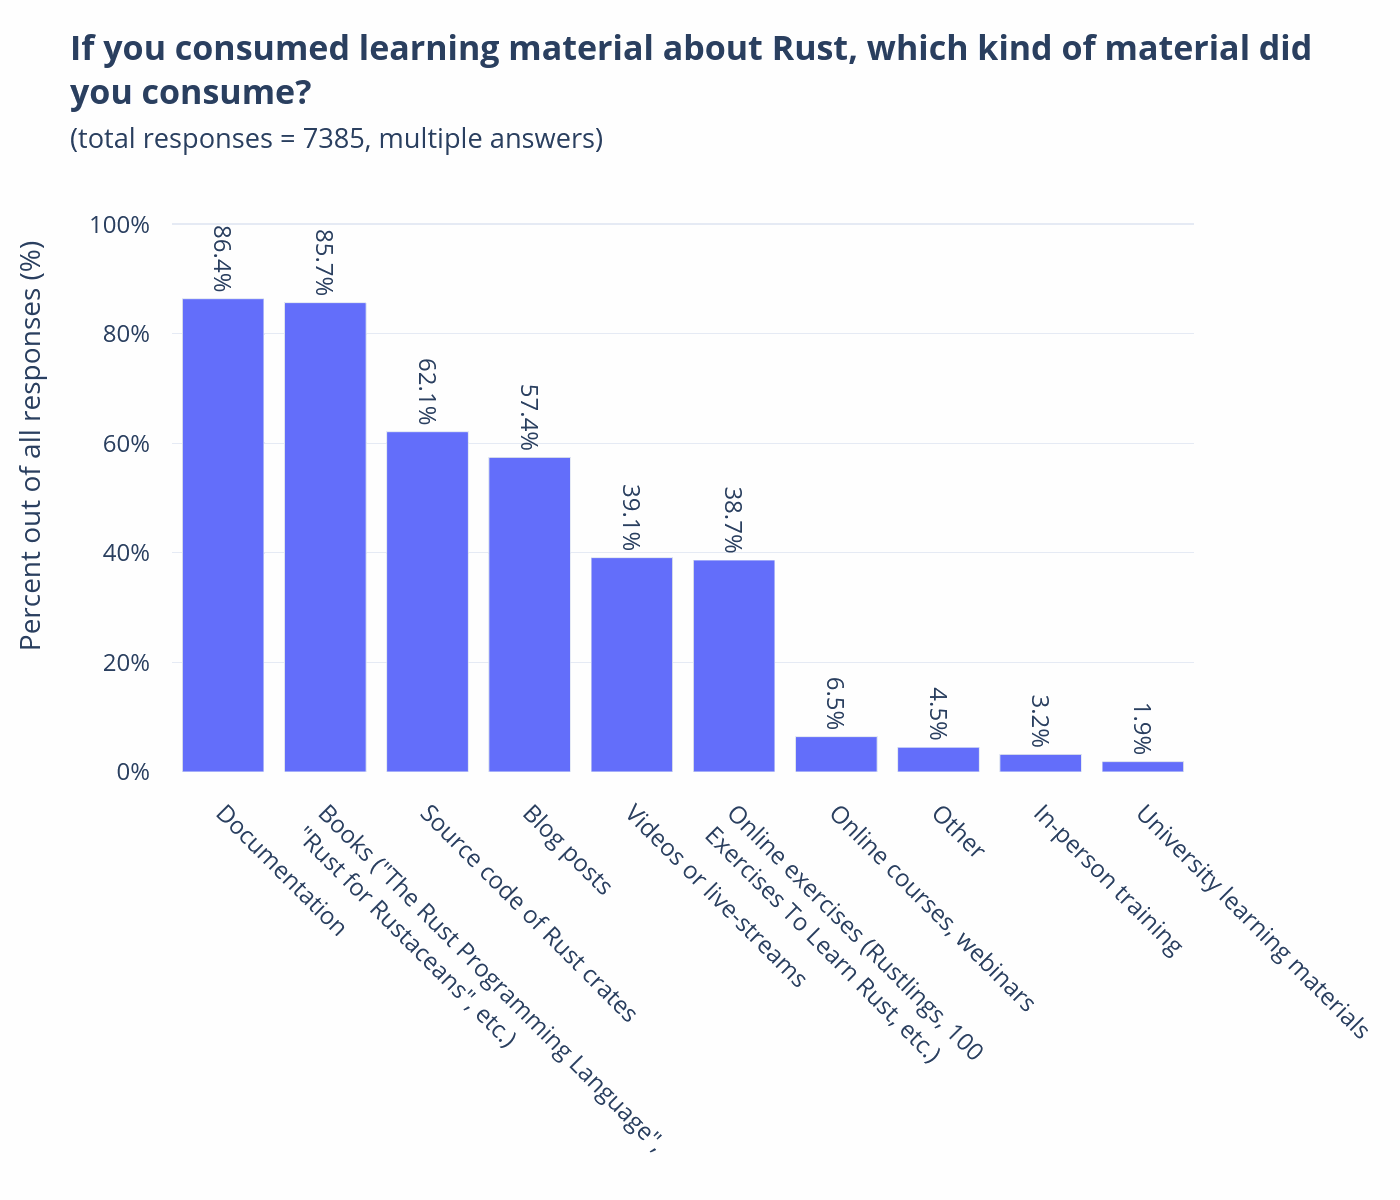 If you consumed learning material about Rust, which kind of material did
you consume?
(total responses = 7385, multiple answers)
Percent out of all responses (%)
100%
80%
60%
40%
20%
0%
86.4%
85.7%
62.1%
57.4%
39.1%
38.7%
6.5%
4.5%
3.2%
1.9%
Documentation
Books ("The Rust Programming Language",
"Rust for Rustaceans", etc.)
Source code of Rust crates
Blog posts
Videos or live-streams
Online exercises (Rustlings, 100
Exercises To Learn Rust, etc.)
Online courses, webinars
Other
In-person training
University learning materials